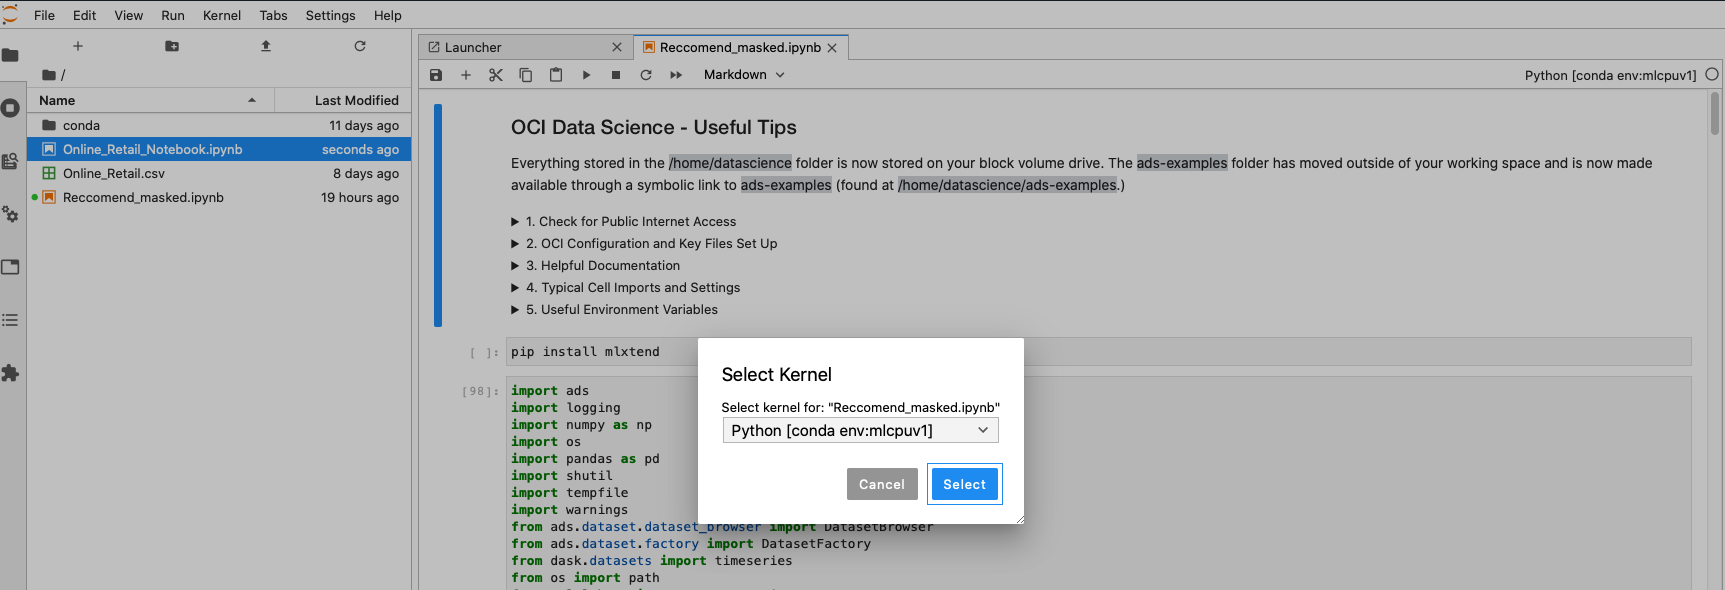 File Edit View Run Kernel Tabs Settings Help
/
Name Last Modified
conda 11 days ago
Online_Retail_Notebook.ipynb seconds ago
Online_Retail.csv 8 days ago
Reccomend_masked.ipynb 19 hours ago
Launcher
Reccomend_masked.ipynb
Markdown
Python [conda env:mlcpuv1]
OCI Data Science - Useful Tips
Everything stored in the /home/datascience folder is now stored on your block volume drive. The ads-examples folder has moved outside of your working space and is now made
available through a symbolic link to ads-examples (found at /home/datascience/ads-examples.)
1. Check for Public Internet Access
2. OCI Configuration and Key Files Set Up
3. Helpful Documentation
4. Typical Cell Imports and Settings
5. Useful Environment Variables
[ ]: pip install mlxtend
[98]: import ads
import logging
import numpy as np
import os
import pandas as pd
import shutil
import tempfile
import warnings
from ads.dataset.dataset_browser import DatasetBrowser
from ads.dataset.factory import DatasetFactory
from dask.datasets import timeseries
from os import path
Select Kernel
Select kernel for: "Reccomend_masked.ipynb"
Python [conda env:mlcpuv1]
Cancel Select